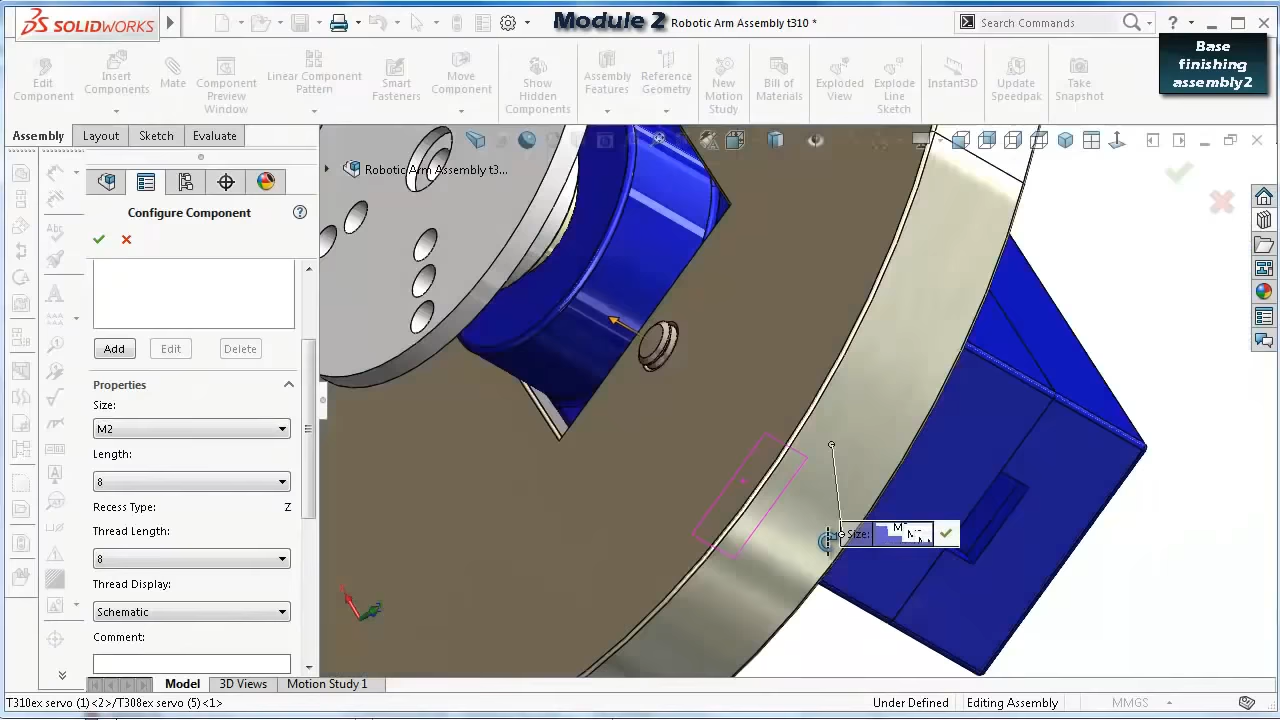 SOLIDWORKS
Module 2
Robotic Arm Assembly t310 *
Search Commands
Base
finishing
assembly2
Edit
Component
Insert
Components
Mate
Component
Preview
Window
Linear Component
Pattern
Smart
Fasteners
Move
Component
Show
Hidden
Components
Assembly
Features
Reference
Geometry
New
Motion
Study
Bill of
Materials
Exploded
View
Explode
Line
Sketch
Instant3D
Update
Speedpak
Take
Snapshot
Assembly
Layout
Sketch
Evaluate
Robotic Arm Assembly t3...
Configure Component
Add
Edit
Delete
Properties
Size:
M2
Length:
8
Recess Type:
Z
Thread Length:
8
Thread Display:
Schematic
Comment:
Size:
Model
3D Views
Motion Study 1
T310ex servo (1)<2>/T308ex servo (5)<1>
Under Defined
Editing Assembly
MMGS